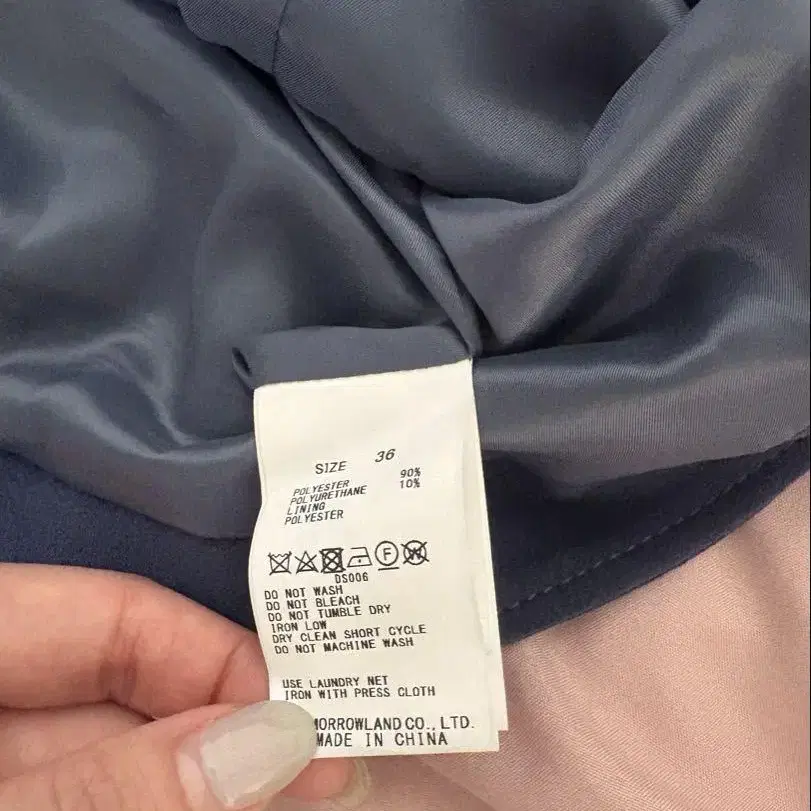 SIZE 36
POLYESTER 90%
POLYURETHANE 10%
LINING
POLYESTER
F W
DS006
DO NOT WASH
DO NOT BLEACH
DO NOT TUMBLE DRY
IRON LOW
DRY CLEAN SHORT CYCLE
DO NOT MACHINE WASH
USE LAUNDRY NET
IRON WITH PRESS CLOTH
MORROWLAND CO., LTD.
MADE IN CHINA